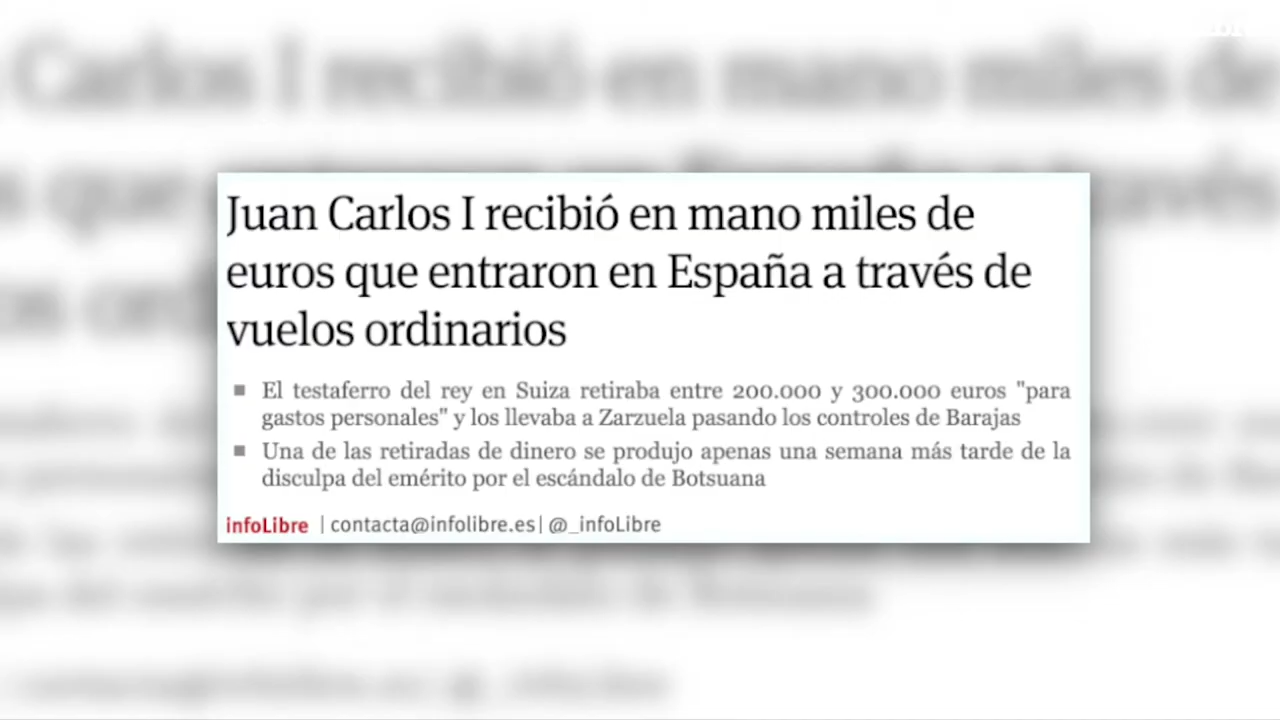 Juan Carlos I recibió en mano miles de
euros que entraron en España a través de
vuelos ordinarios
El testaferro del rey en Suiza retiraba entre 200.000 y 300.000 euros "para
gastos personales" y los llevaba a Zarzuela pasando los controles de Barajas
Una de las retiradas de dinero se produjo apenas una semana más tarde de la
disculpa del emérito por el escándalo de Botsuana
infoLibre | contacta@infolibre.es| @_infoLibre